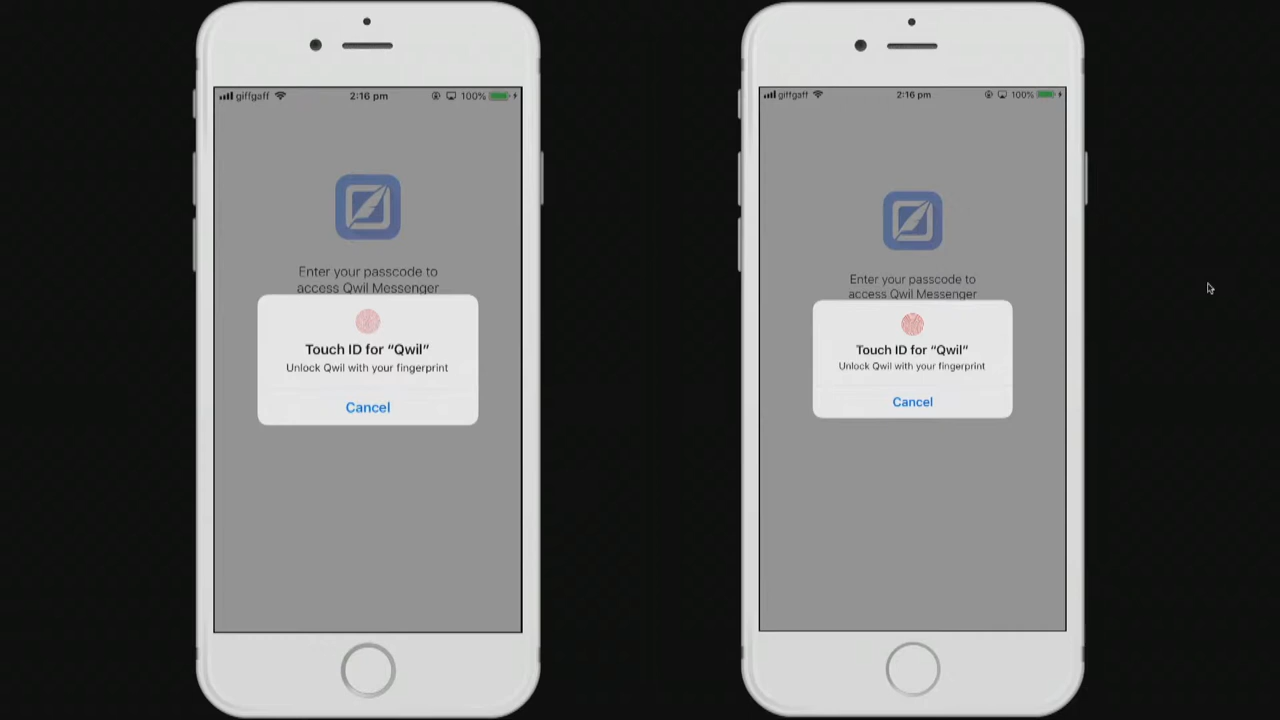 giffgaff 2:16 pm 100%
Enter your passcode to
access Qwil Messenger
Touch ID for “Qwil”
Unlock Qwil with your fingerprint
Cancel
giffgaff 2:16 pm 100%
Enter your passcode to
access Qwil Messenger
Touch ID for “Qwil”
Unlock Qwil with your fingerprint
Cancel